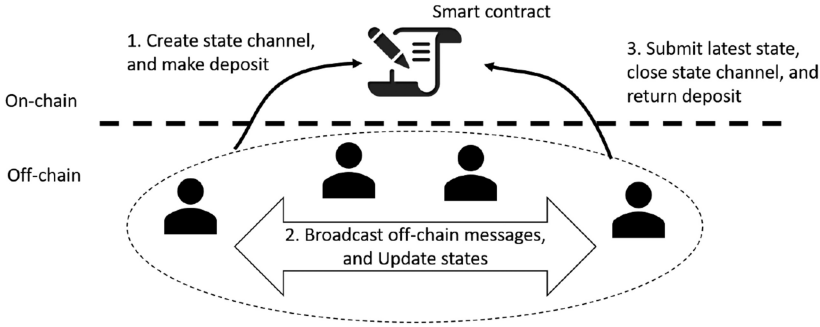 Smart contract
1. Create state channel,
and make deposit
3. Submit latest state,
close state channel, and
return deposit
On-chain
Off-chain
2. Broadcast off-chain messages,
and Update states